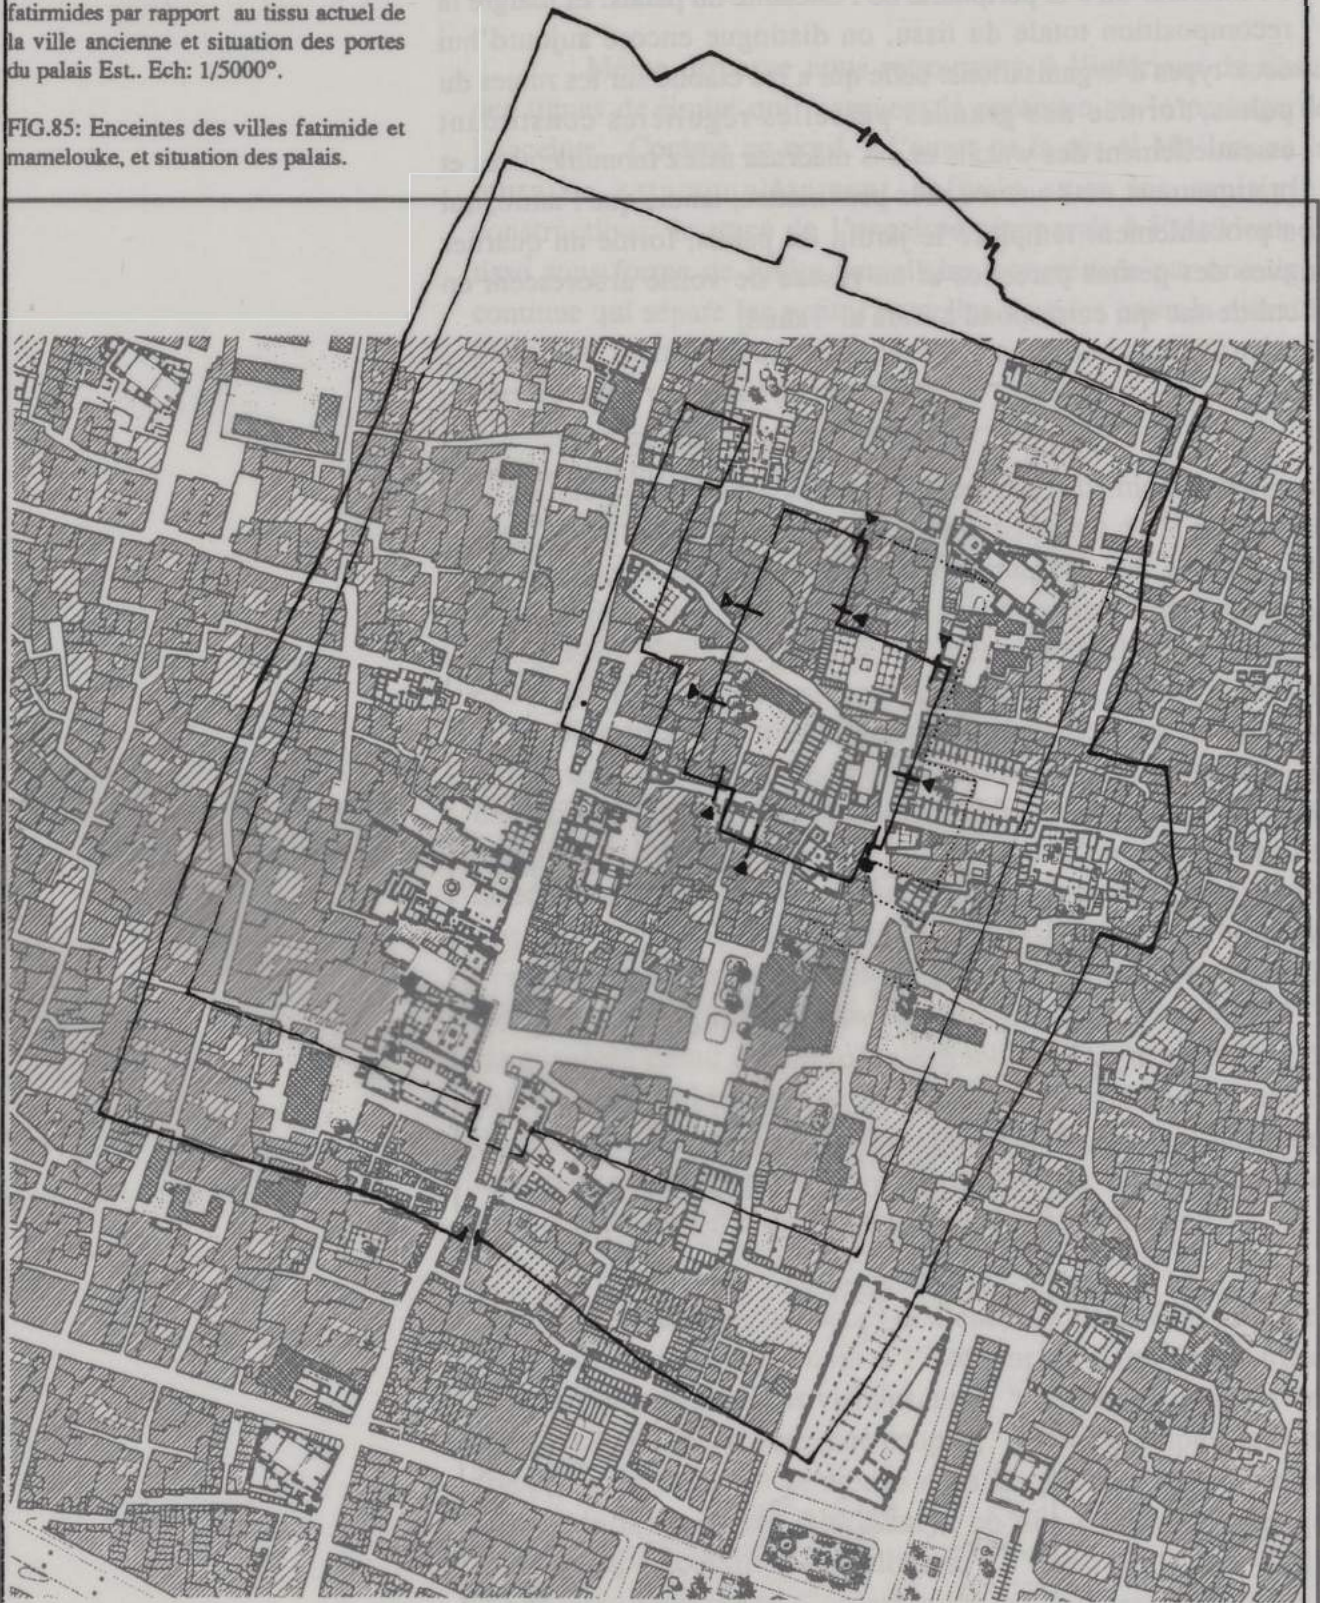 fatirmides par rapport au tissu actuel de
la ville ancienne et situation des portes
du palais Est.. Ech: 1/5000°.
FIG.85: Enceintes des villes fatimide et
mamelouke, et situation des palais.